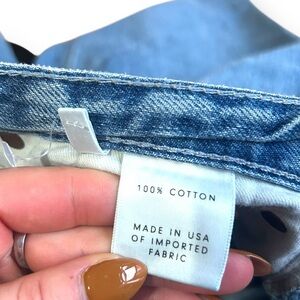 100% COTTON
MADE IN USA
OF IMPORTED
FABRIC